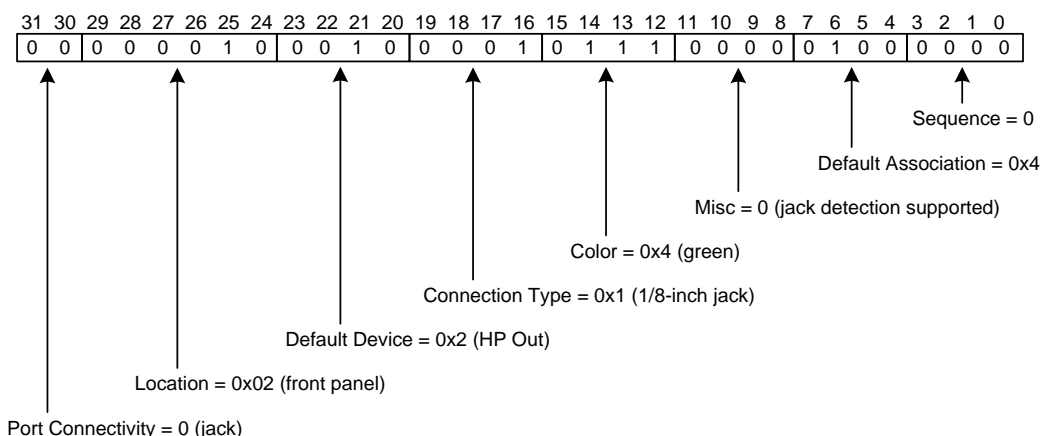 31 30 29 28 27 26 25 24 23 22 21 20 19 18 17 16 15 14 13 12 11 10 9 8 7 6 5 4 3 2 1 0
0 0 0 0 0 0 1 0 0 0 1 0 0 0 0 1 0 1 1 1 0 0 0 0 0 1 0 0 0 0 0 0
Sequence = 0
Default Association = 0x4
Misc = 0 (jack detection supported)
Color = 0x4 (green)
Connection Type = 0x1 (1/8-inch jack)
Default Device = 0x2 (HP Out)
Location = 0x02 (front panel)
Port Connectivity = 0 (jack)